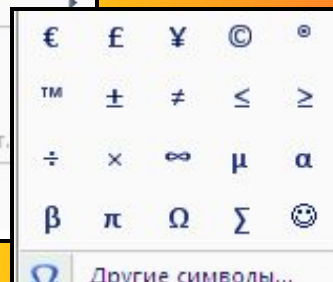 € £ ¥ © ®
™ ± ≠ ≤ ≥
÷ × ∞ µ α
β π Ω ∑ ☺
Ω Другие символы...